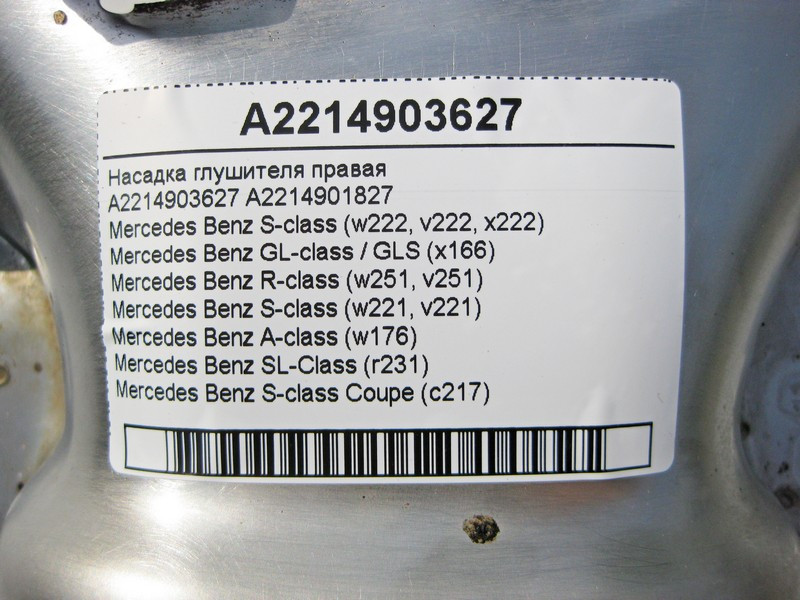 A2214903627
Насадка глушителя правая
A2214903627 A2214901827
Mercedes Benz S-class (w222, v222, x222)
Mercedes Benz GL-class / GLS (x166)
Mercedes Benz R-class (w251, v251)
Mercedes Benz S-class (w221, v221)
Mercedes Benz A-class (w176)
Mercedes Benz SL-Class (r231)
Mercedes Benz S-class Coupe (c217)